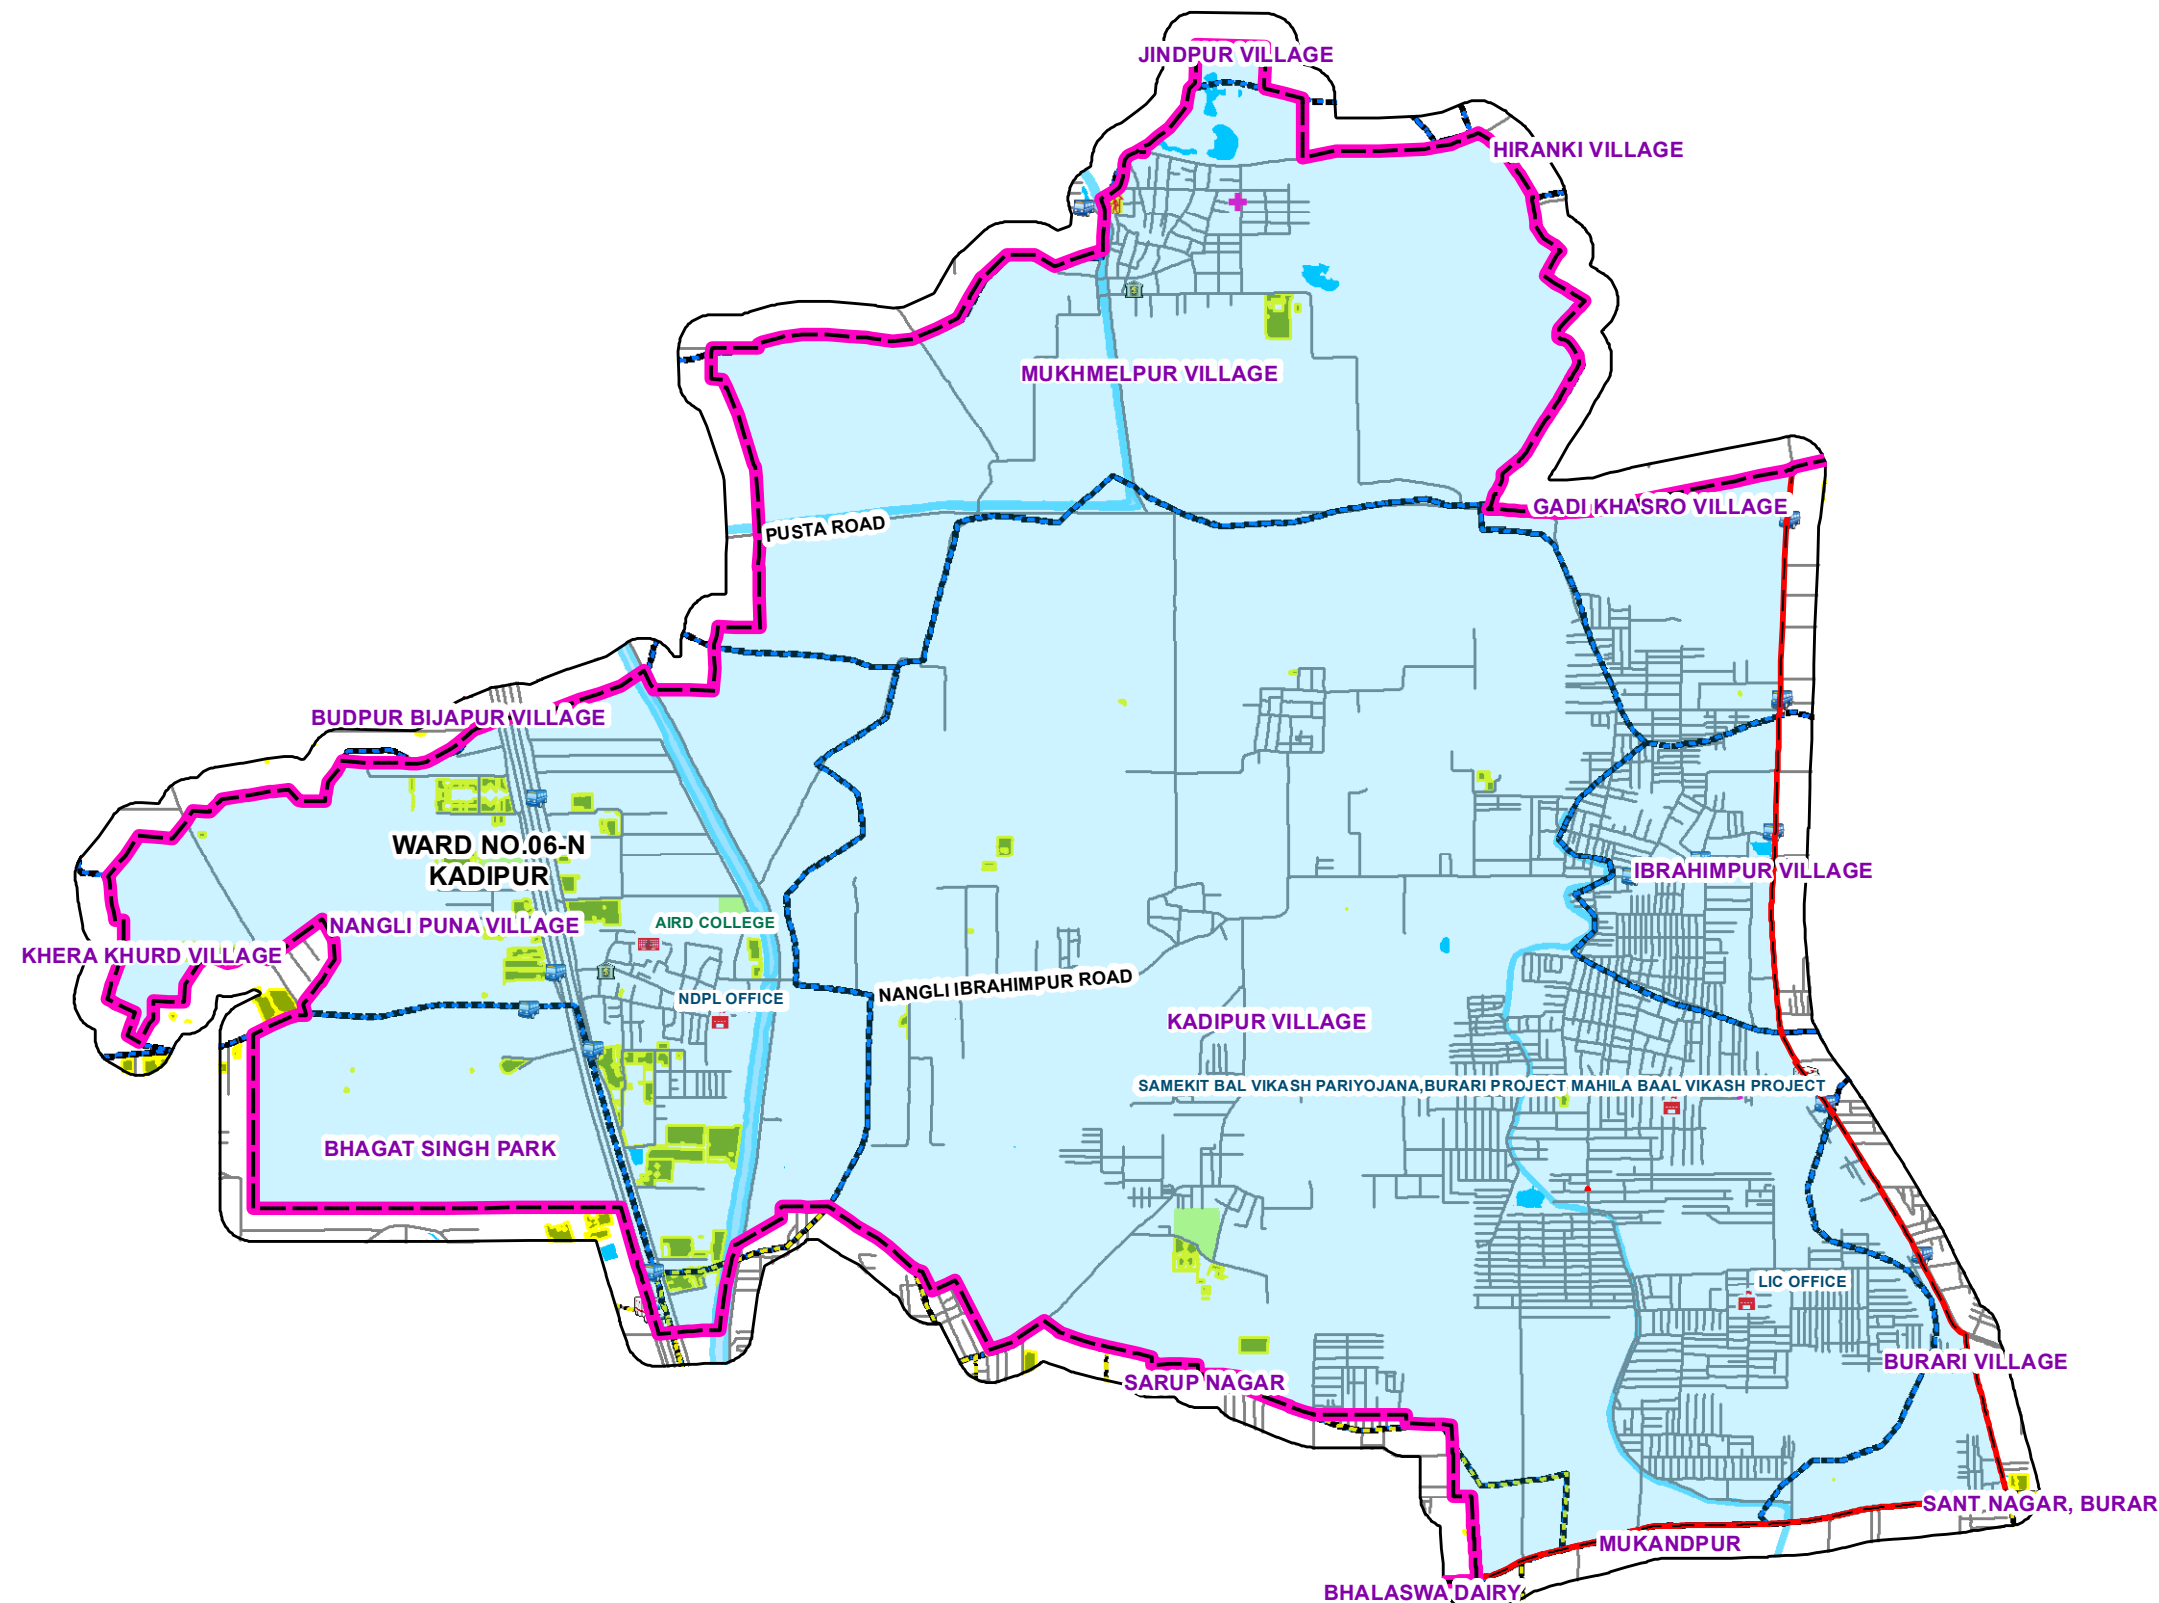 JINDPUR VILLAGE
HIRANKI VILLAGE
MUKHMELPUR VILLAGE
GADI KHASRO VILLAGE
PUSTA ROAD
BUDPUR BIJAPUR VILLAGE
WARD NO.06-N
KADIPUR
IBRAHIMPUR VILLAGE
NANGLI PUNA VILLAGE
AIRD COLLEGE
KHERA KHURD VILLAGE
NANGLI IBRAHIMPUR ROAD
NDPL OFFICE
KADIPUR VILLAGE
SAMEKIT BAL VIKASH PARIYOJANA,BURARI PROJECT MAHILA BAAL VIKASH PROJECT
BHAGAT SINGH PARK
LIC OFFICE
BURARI VILLAGE
SARUP NAGAR
SANT NAGAR, BURAR
MUKANDPUR
BHALASWA DAIRY